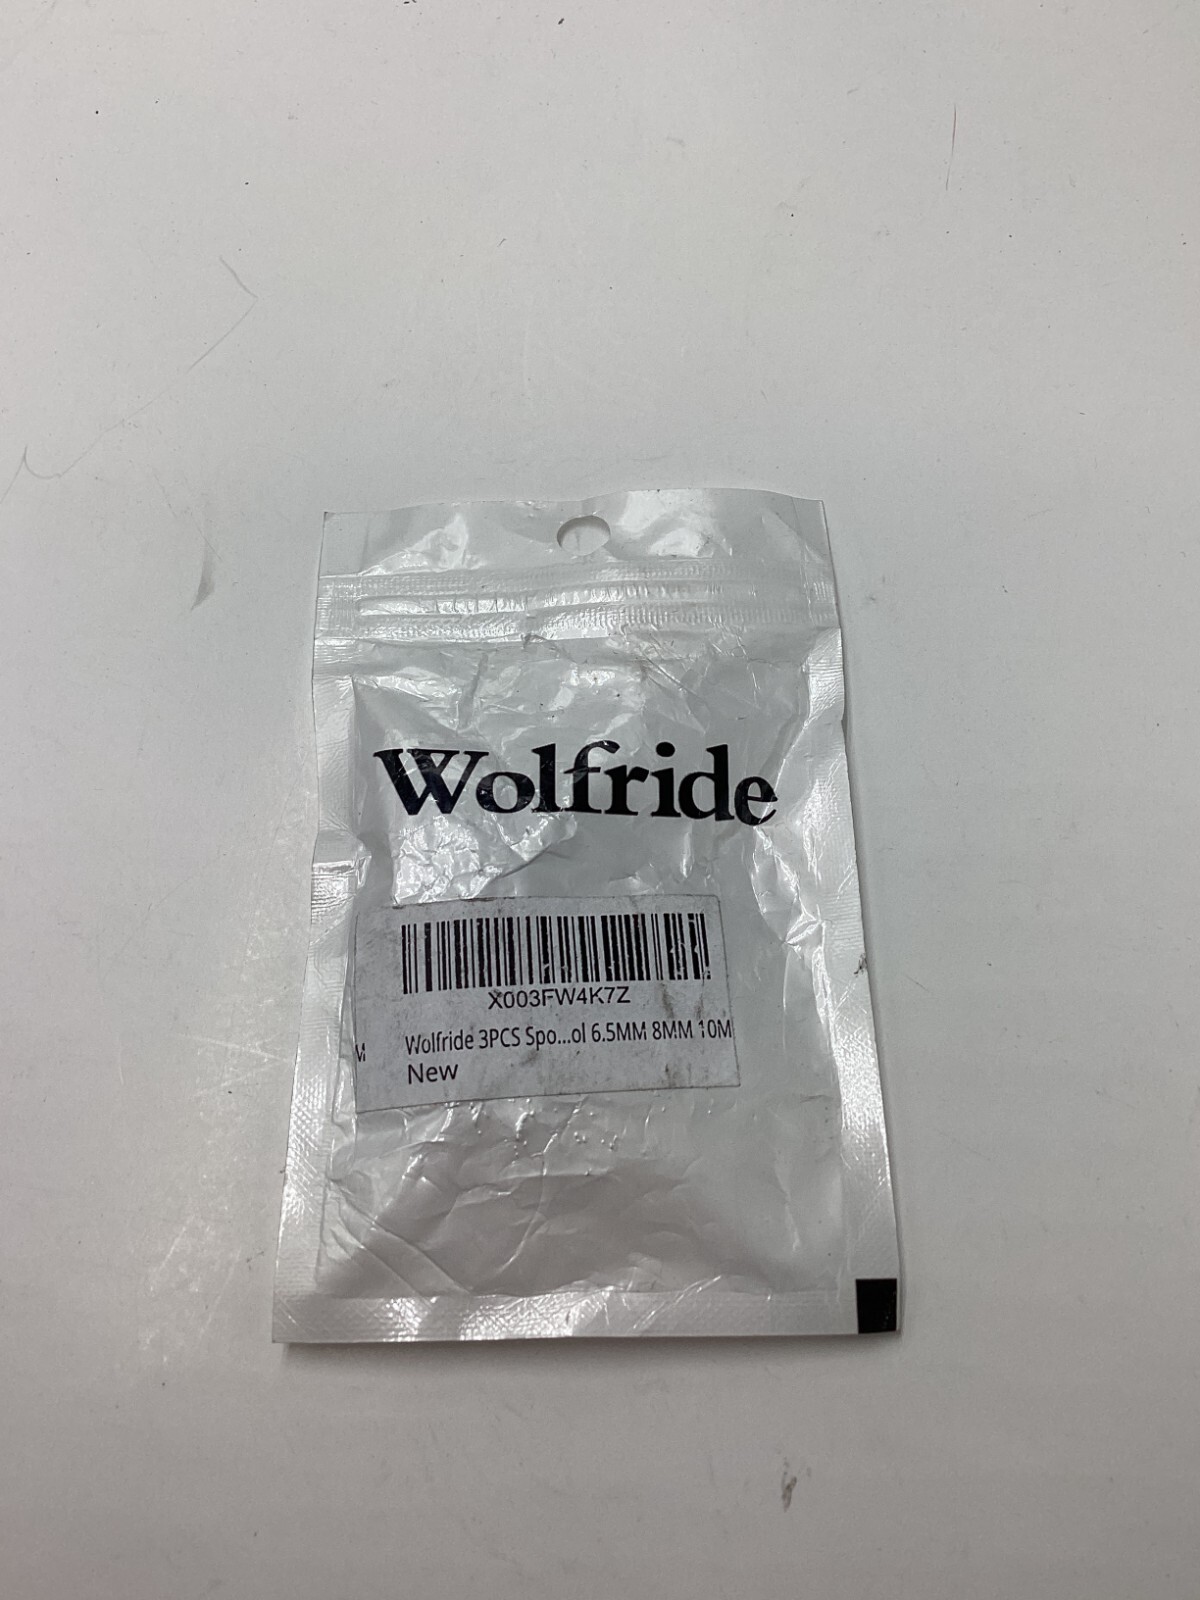 Wolfride
X003FW4K7Z
Wolfride 3PCS Spo...ol 6.5MM 8MM 10M
M
New